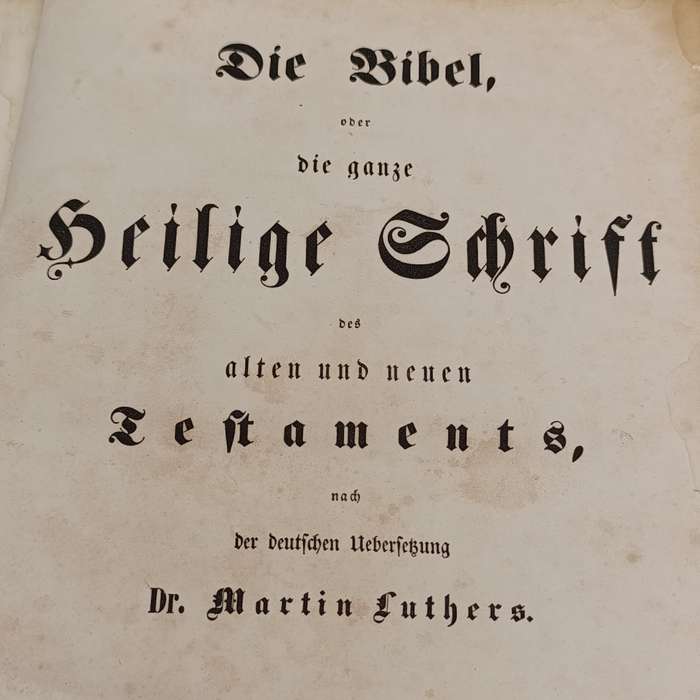 Die Bibel,
oder
die ganze
Heilige Schrift
des
alten und neuen
Teſtaments,
nach
der deutſchen Ueberſetzung
Dr. Martin Luthers.